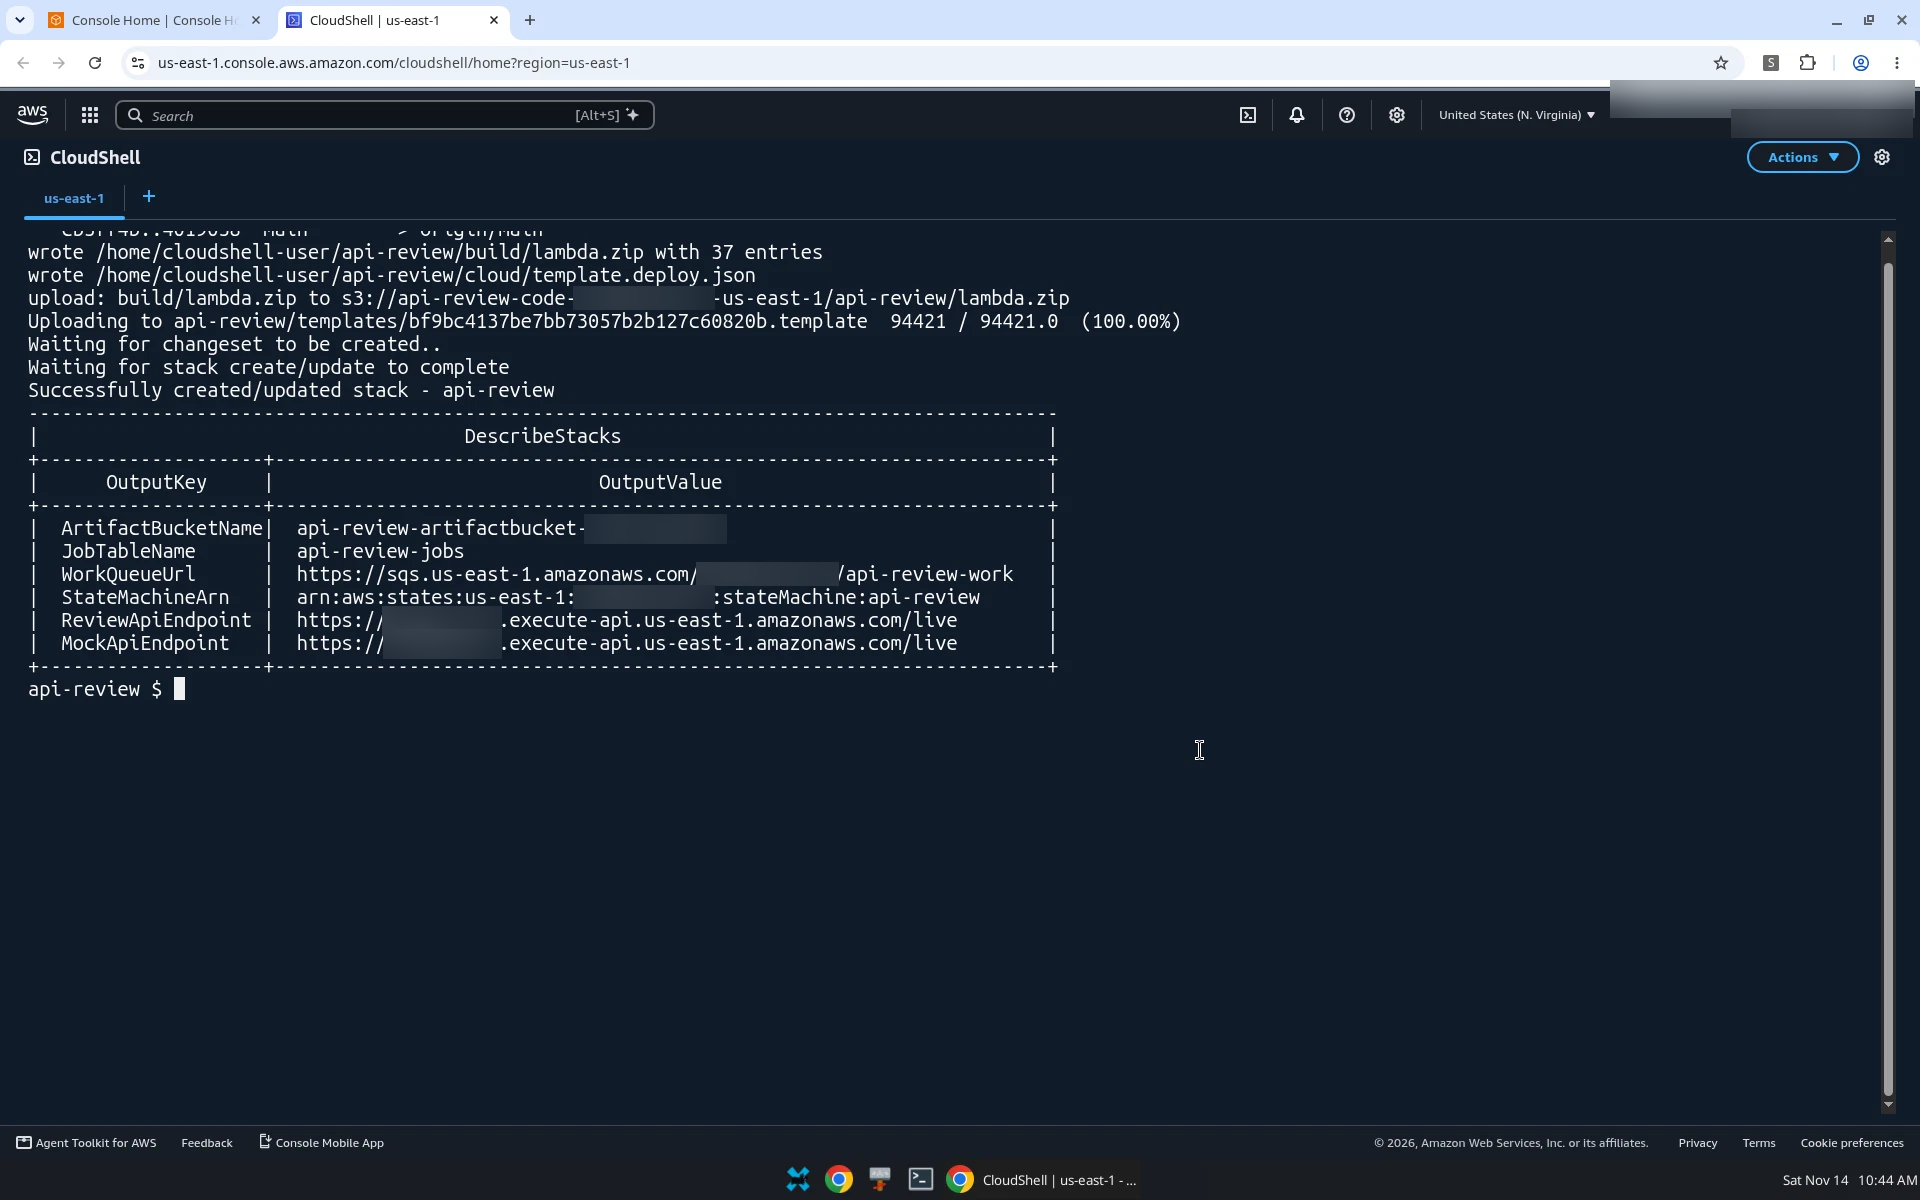 Console Home | Console H
CloudShell | us-east-1
us-east-1.console.aws.amazon.com/cloudshell/home?region=us-east-1
S
aws
Search
[Alt+S]
United States (N. Virginia)
CloudShell
Actions
us-east-1
wrote /home/cloudshell-user/api-review/build/lambda.zip with 37 entries
wrote /home/cloudshell-user/api-review/cloud/template.deploy.json
upload: build/lambda.zip to s3://api-review-code- -us-east-1/api-review/lambda.zip
Uploading to api-review/templates/bf9bc4137be7bb73057b2b127c60820b.template  94421 / 94421.0  (100.00%)
Waiting for changeset to be created..
Waiting for stack create/update to complete
Successfully created/updated stack - api-review
DescribeStacks
OutputKey | OutputValue
ArtifactBucketName | api-review-artifactbucket-
JobTableName | api-review-jobs
WorkQueueUrl | https://sqs.us-east-1.amazonaws.com/ /api-review-work
StateMachineArn | arn:aws:states:us-east-1: :stateMachine:api-review
ReviewApiEndpoint | https:// .execute-api.us-east-1.amazonaws.com/live
MockApiEndpoint | https:// .execute-api.us-east-1.amazonaws.com/live
api-review $
Agent Toolkit for AWS
Feedback
Console Mobile App
© 2026, Amazon Web Services, Inc. or its affiliates.
Privacy
Terms
Cookie preferences
CloudShell | us-east-1 - ...
Sat Nov 14  10:44 AM